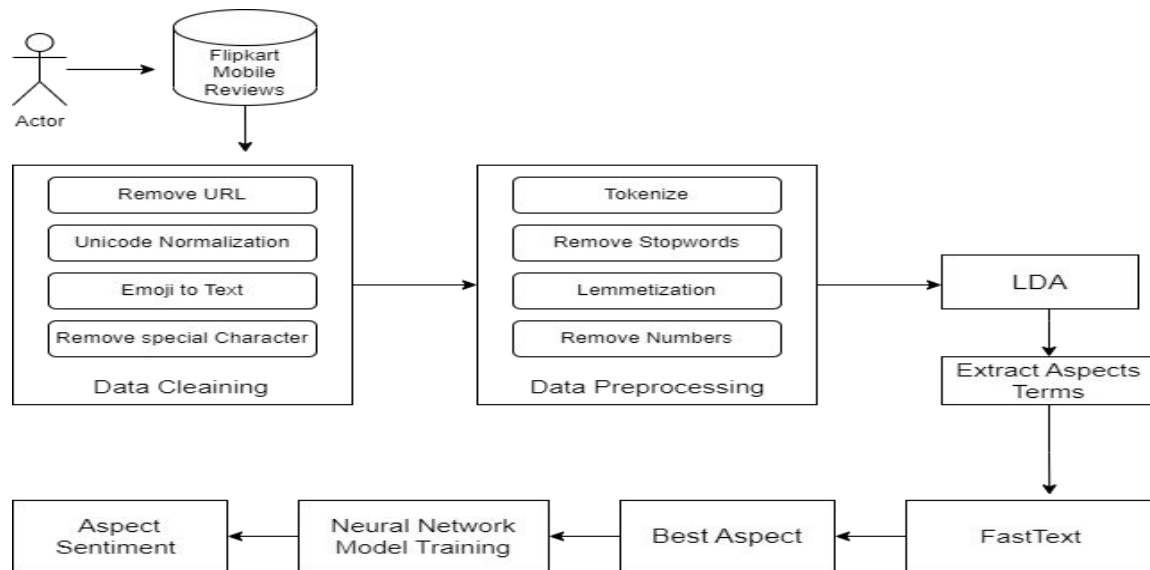 Flipkart
Mobile
Reviews
Actor
Remove URL
Unicode Normalization
Emoji to Text
Remove special Character
Data Cleaining
Tokenize
Remove Stopwords
Lemmetization
Remove Numbers
Data Preprocessing
LDA
Extract Aspects
Terms
FastText
Best Aspect
Neural Network
Model Training
Aspect
Sentiment